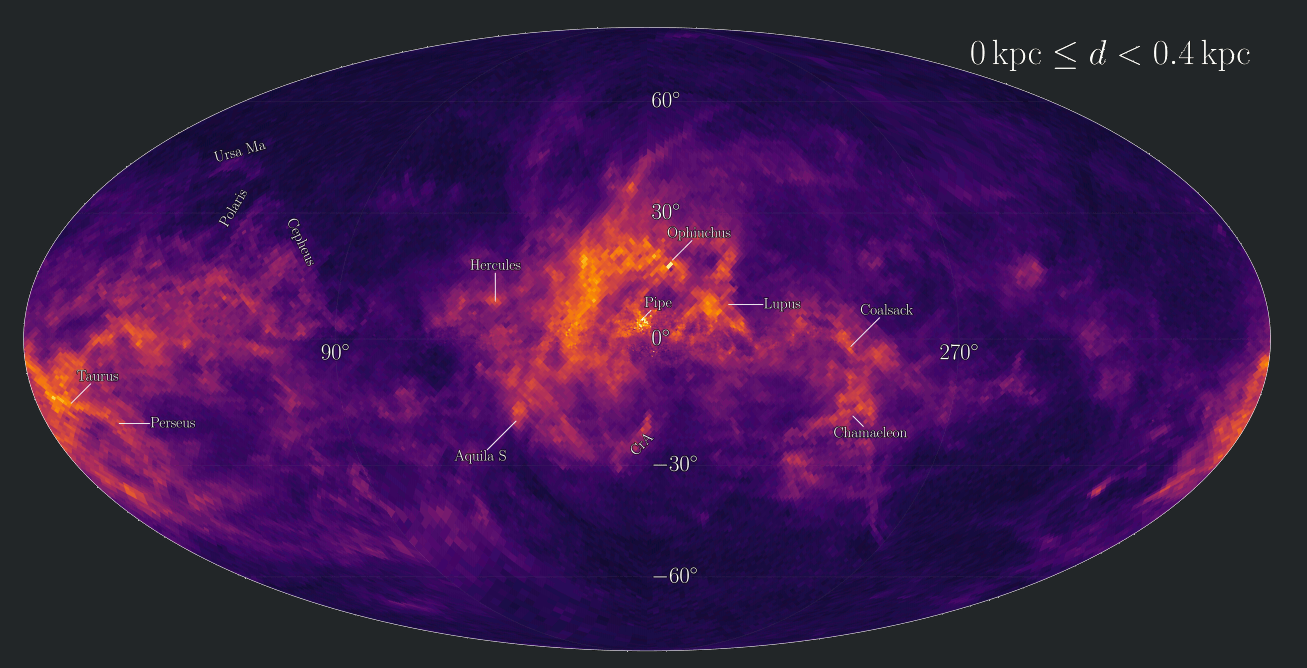 0 kpc ≤ d < 0.4 kpc
60°
Ursa Ma
Polaris
30°
Cepheus
Ophiuchus
Hercules
Pipe
Lupus
Coalsack
0°
90°
270°
Taurus
Perseus
Chamaeleon
CrA
Aquila S
−30°
−60°